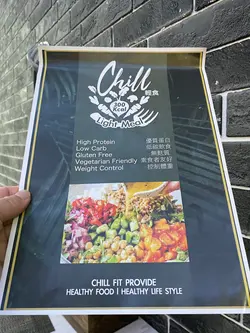 Chill
輕食
300
Kcal
Light-Meal
High Protein 優質蛋白
Low Carb 低碳飲食
Gluten Free 無麩質
Vegetarian Friendly 素食者友好
Weight Control 控制體重
CHILL FIT PROVIDE
HEALTHY FOOD I HEALTHY LIFE STYLE